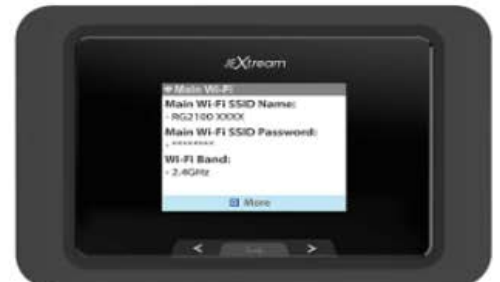 JEXtream
Main Wi-Fi
Main Wi-Fi SSID Name:
- RG2100 XXXX
Main Wi-Fi SSID Password:
- ********
Wi-Fi Band:
- 2.4GHz
More
< >